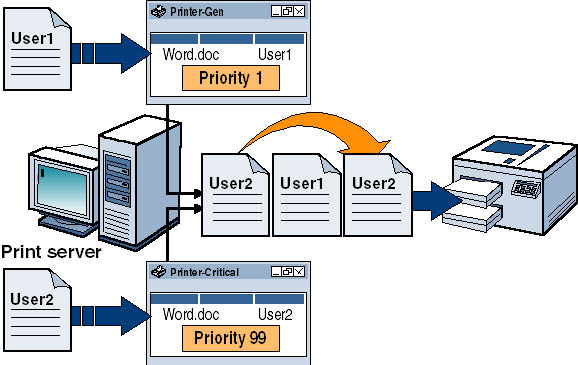 User1
Printer-Gen
Word.doc User1
Priority 1
User2 User1 User2
Print server
User2
Printer-Critical
Word.doc User2
Priority 99